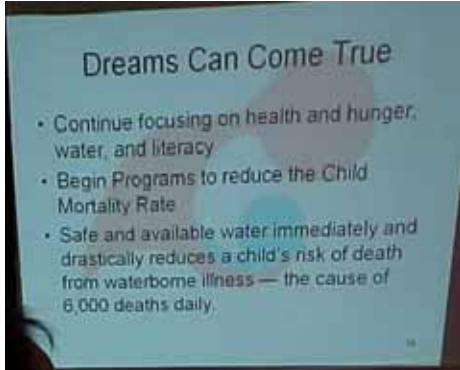 Dreams Can Come True
• Continue focusing on health and hunger,
water, and literacy
• Begin Programs to reduce the Child
Mortality Rate
• Safe and available water immediately and
drastically reduces a child's risk of death
from waterborne illness — the cause of
6,000 deaths daily.